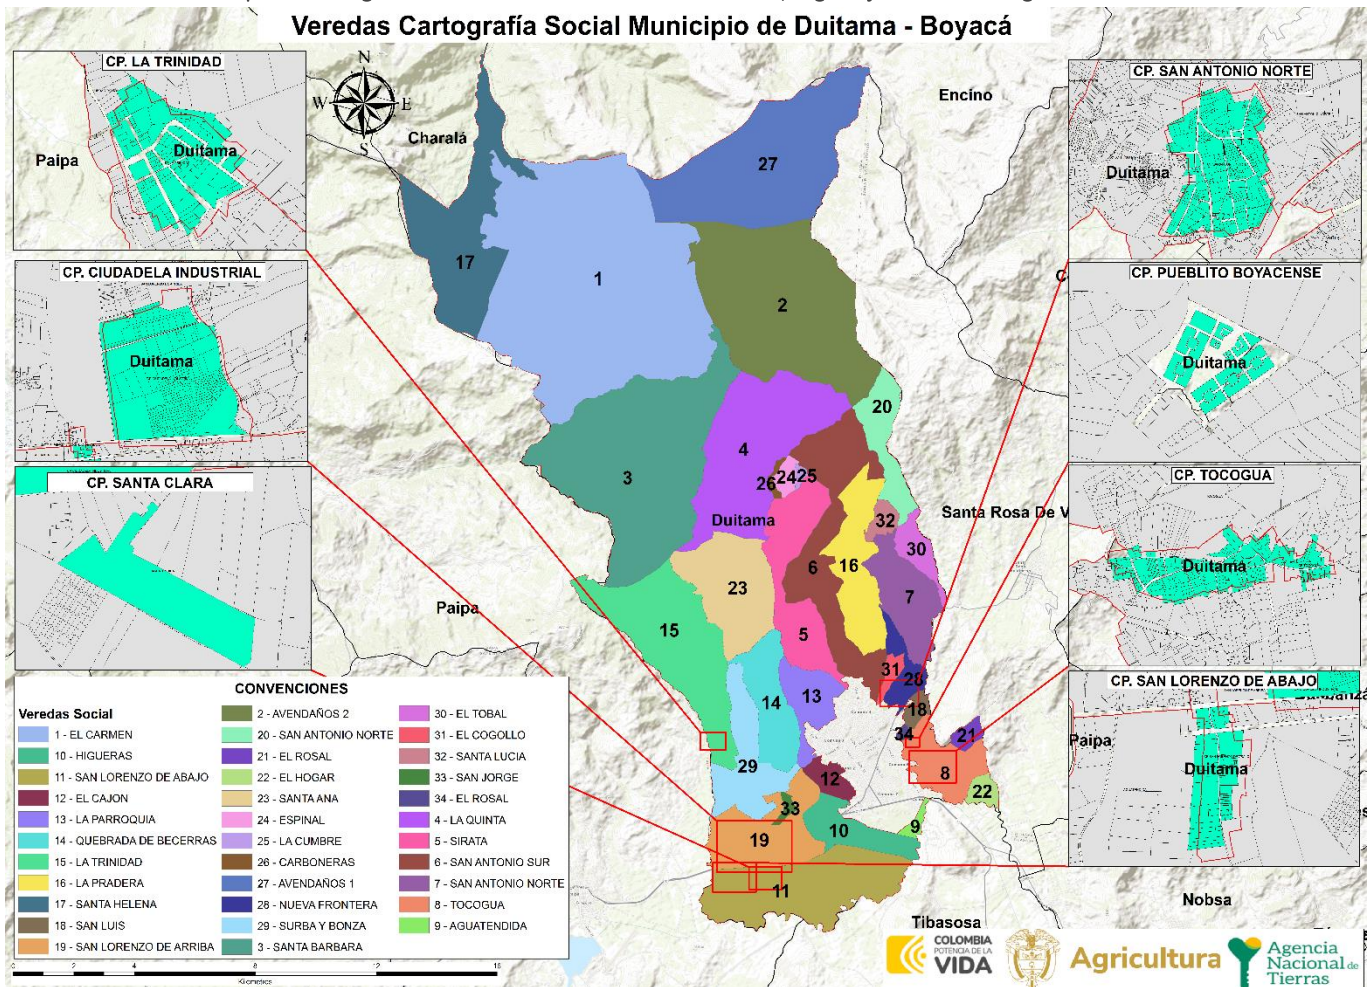 Veredas Cartografía Social Municipio de Duitama - Boyacá
CP. LA TRINIDAD
Duitama
Paipa
CP. CIUDADELA INDUSTRIAL
Duitama
CP. SANTA CLARA
N
W
E
S
Charalá
Encino
Paipa
Duitama
Santa Rosa De V
Tibasosa
Nobsa
27
17
1
2
20
3
4
24
25
26
32
30
6
16
7
23
15
5
31
28
14
13
18
34
21
29
12
8
22
33
10
9
19
11
CP. SAN ANTONIO NORTE
Duitama
CP. PUEBLITO BOYACENSE
Duitama
CP. TOCOGUA
Duitama
CP. SAN LORENZO DE ABAJO
Paipa
Duitama
CONVENCIONES
Veredas Social
1 - EL CARMEN
10 - HIGUERAS
11 - SAN LORENZO DE ABAJO
12 - EL CAJON
13 - LA PARROQUIA
14 - QUEBRADA DE BECERRAS
15 - LA TRINIDAD
16 - LA PRADERA
17 - SANTA HELENA
18 - SAN LUIS
19 - SAN LORENZO DE ARRIBA
2 - AVENDAÑOS 2
20 - SAN ANTONIO NORTE
21 - EL ROSAL
22 - EL HOGAR
23 - SANTA ANA
24 - ESPINAL
25 - LA CUMBRE
26 - CARBONERAS
27 - AVENDAÑOS 1
28 - NUEVA FRONTERA
29 - SURBA Y BONZA
3 - SANTA BARBARA
30 - EL TOBAL
31 - EL COGOLLO
32 - SANTA LUCIA
33 - SAN JORGE
34 - EL ROSAL
4 - LA QUINTA
5 - SIRATA
6 - SAN ANTONIO SUR
7 - SAN ANTONIO NORTE
8 - TOCOGUA
9 - AGUATENDIDA
8
12
16
Kilometros
COLOMBIA
POTENCIA DE LA
VIDA
Agricultura
Agencia
Nacional de
Tierras